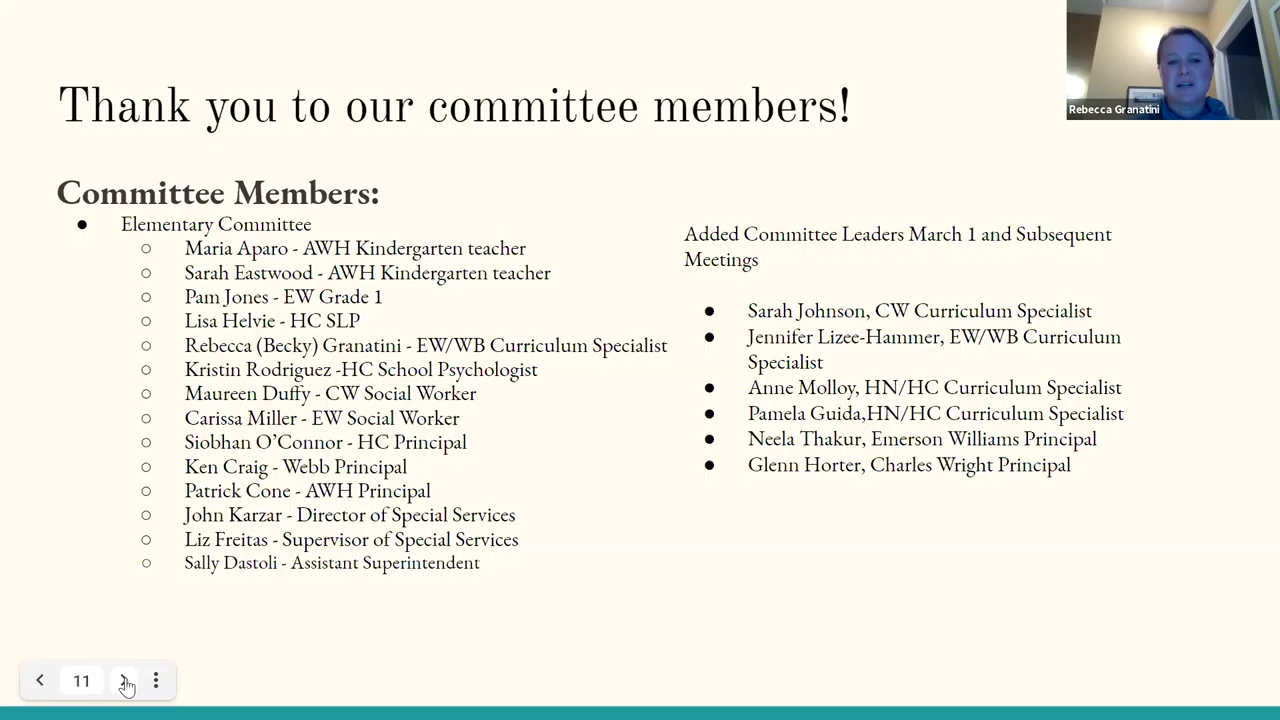 Thank you to our committee members!
Rebecca Granatini
Committee Members:
● Elementary Committee
○ Maria Aparo - AWH Kindergarten teacher
○ Sarah Eastwood - AWH Kindergarten teacher
○ Pam Jones - EW Grade 1
○ Lisa Helvie - HC SLP
○ Rebecca (Becky) Granatini - EW/WB Curriculum Specialist
○ Kristin Rodriguez -HC School Psychologist
○ Maureen Duffy - CW Social Worker
○ Carissa Miller - EW Social Worker
○ Siobhan O’Connor - HC Principal
○ Ken Craig - Webb Principal
○ Patrick Cone - AWH Principal
○ John Karzar - Director of Special Services
○ Liz Freitas - Supervisor of Special Services
○ Sally Dastoli - Assistant Superintendent
Added Committee Leaders March 1 and Subsequent
Meetings
● Sarah Johnson, CW Curriculum Specialist
● Jennifer Lizee-Hammer, EW/WB Curriculum
Specialist
● Anne Molloy, HN/HC Curriculum Specialist
● Pamela Guida,HN/HC Curriculum Specialist
● Neela Thakur, Emerson Williams Principal
● Glenn Horter, Charles Wright Principal
11